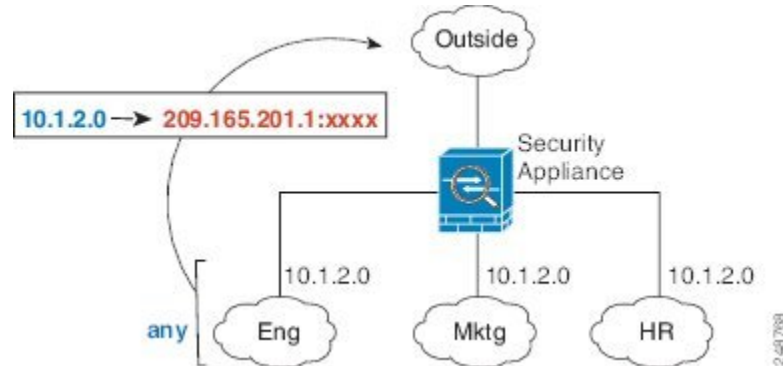 Outside
10.1.2.0 → 209.165.201.1:xxxx
Security
Appliance
10.1.2.0
10.1.2.0
10.1.2.0
any
Eng
Mktg
HR
248768